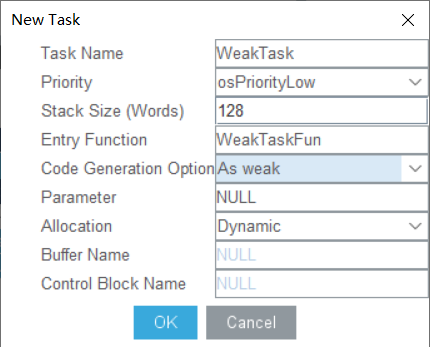 New Task
Task Name WeakTask
Priority osPriorityLow
Stack Size (Words) 128
Entry Function WeakTaskFun
Code Generation Option As weak
Parameter NULL
Allocation Dynamic
Buffer Name NULL
Control Block Name NULL
OK Cancel